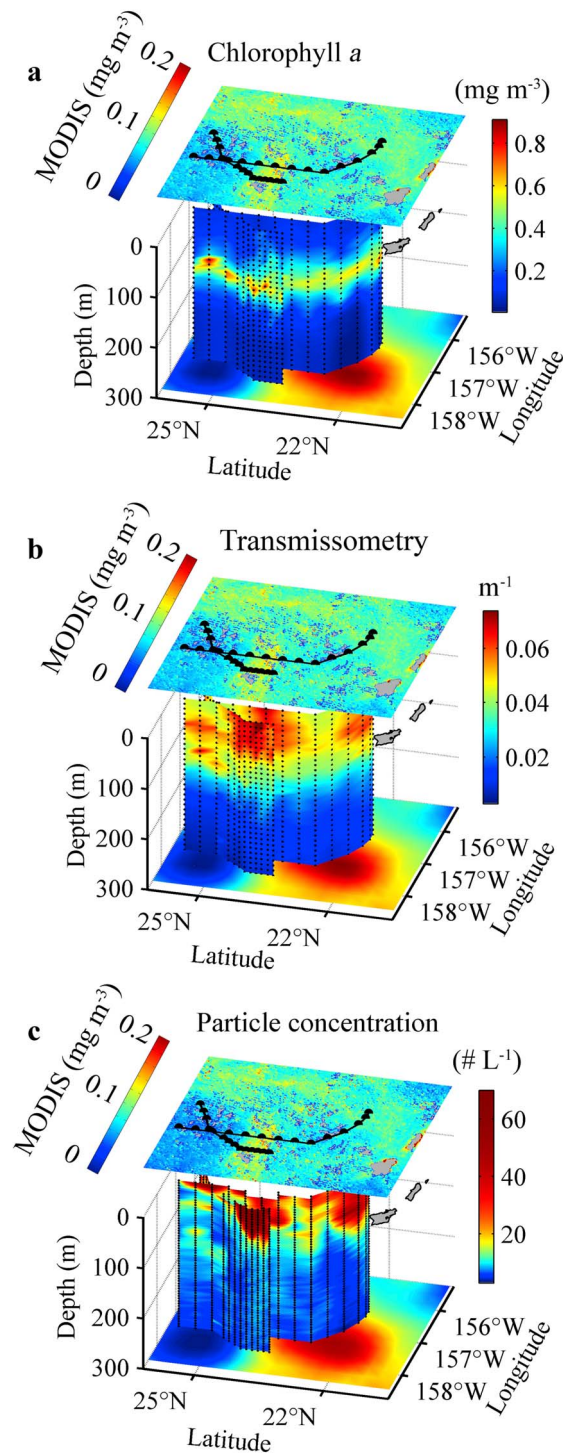 a
Chlorophyll a
MODIS (mg m-3)
0.2
0.1
0
(mg m-3)
0.8
0.6
0.4
0.2
Depth (m)
0
100
200
300
25°N
22°N
Latitude
156°W
157°W
158°W
Longitude
b
Transmissometry
MODIS (mg m-3)
0.2
0.1
0
m-1
0.06
0.04
0.02
Depth (m)
0
100
200
300
25°N
22°N
Latitude
156°W
157°W
158°W
Longitude
c
Particle concentration
MODIS (mg m-3)
0.2
0.1
0
(# L-1)
60
40
20
Depth (m)
0
100
200
300
25°N
22°N
Latitude
156°W
157°W
158°W
Longitude